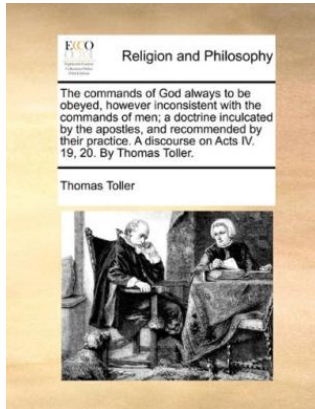 ECCO
Religion and Philosophy
The commands of God always to be
obeyed, however inconsistent with the
commands of men; a doctrine inculcated
by the apostles, and recommended by
their practice. A discourse on Acts IV.
19, 20. By Thomas Toller.
Thomas Toller